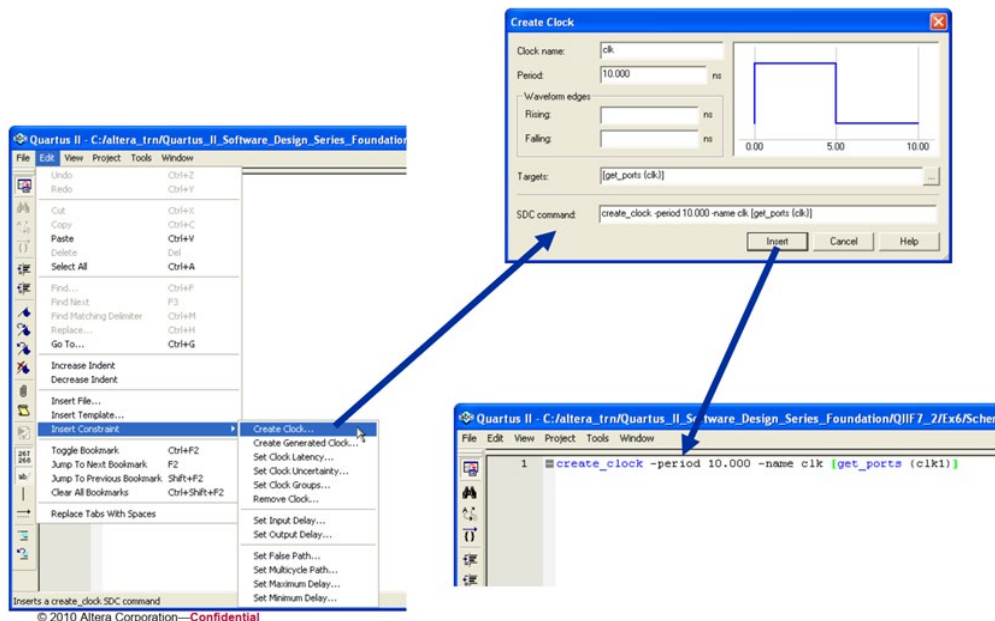 Create Clock
Clock name: clk
Period: 10.000 ns
Waveform edges
Rising: ns
Falling: ns
0.00 5.00 10.00
Targets: [get_ports {clk}] ...
SDC command: create_clock -period 10.000 -name clk [get_ports {clk}]
Insert Cancel Help
Quartus II - C:/altera_trn/Quartus_II_Software_Design_Series_Foundation
File Edit View Project Tools Window
Undo Ctrl+Z
Redo Ctrl+Y
Cut Ctrl+X
Copy Ctrl+C
Paste Ctrl+V
Delete Del
Select All Ctrl+A
Find... Ctrl+F
Find Next F3
Find Matching Delimiter Ctrl+M
Replace... Ctrl+H
Go To... Ctrl+G
Increase Indent
Decrease Indent
Insert File...
Insert Template...
Insert Constraint
Toggle Bookmark Ctrl+F2
Jump To Next Bookmark F2
Jump To Previous Bookmark Shift+F2
Clear All Bookmarks Ctrl+Shift+F2
Replace Tabs With Spaces
267
268
ab/
Create Clock...
Create Generated Clock...
Set Clock Latency...
Set Clock Uncertainty...
Set Clock Groups...
Remove Clock...
Set Input Delay...
Set Output Delay...
Set False Path...
Set Multicycle Path...
Set Maximum Delay...
Set Minimum Delay...
Inserts a create_clock SDC command
Quartus II - C:/altera_trn/Quartus_II_Software_Design_Series_Foundation/QIIF7_2/Ex6/Schem
File Edit View Project Tools Window
1 create_clock -period 10.000 -name clk [get_ports {clk1}]
© 2010 Altera Corporation—Confidential